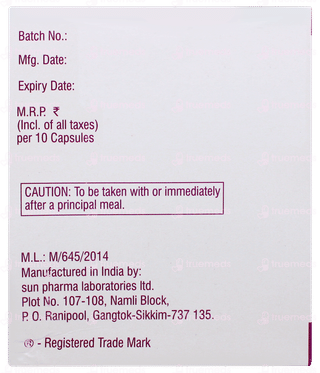 Batch No.:
Mfg. Date:
Expiry Date:
M.R.P. ₹
(Incl. of all taxes)
per 10 Capsules
CAUTION: To be taken with or immediately
after a principal meal.
M.L.: M/645/2014
Manufactured in India by:
sun pharma laboratories ltd.
Plot No. 107-108, Namli Block,
P. O. Ranipool, Gangtok-Sikkim-737 135.
® - Registered Trade Mark